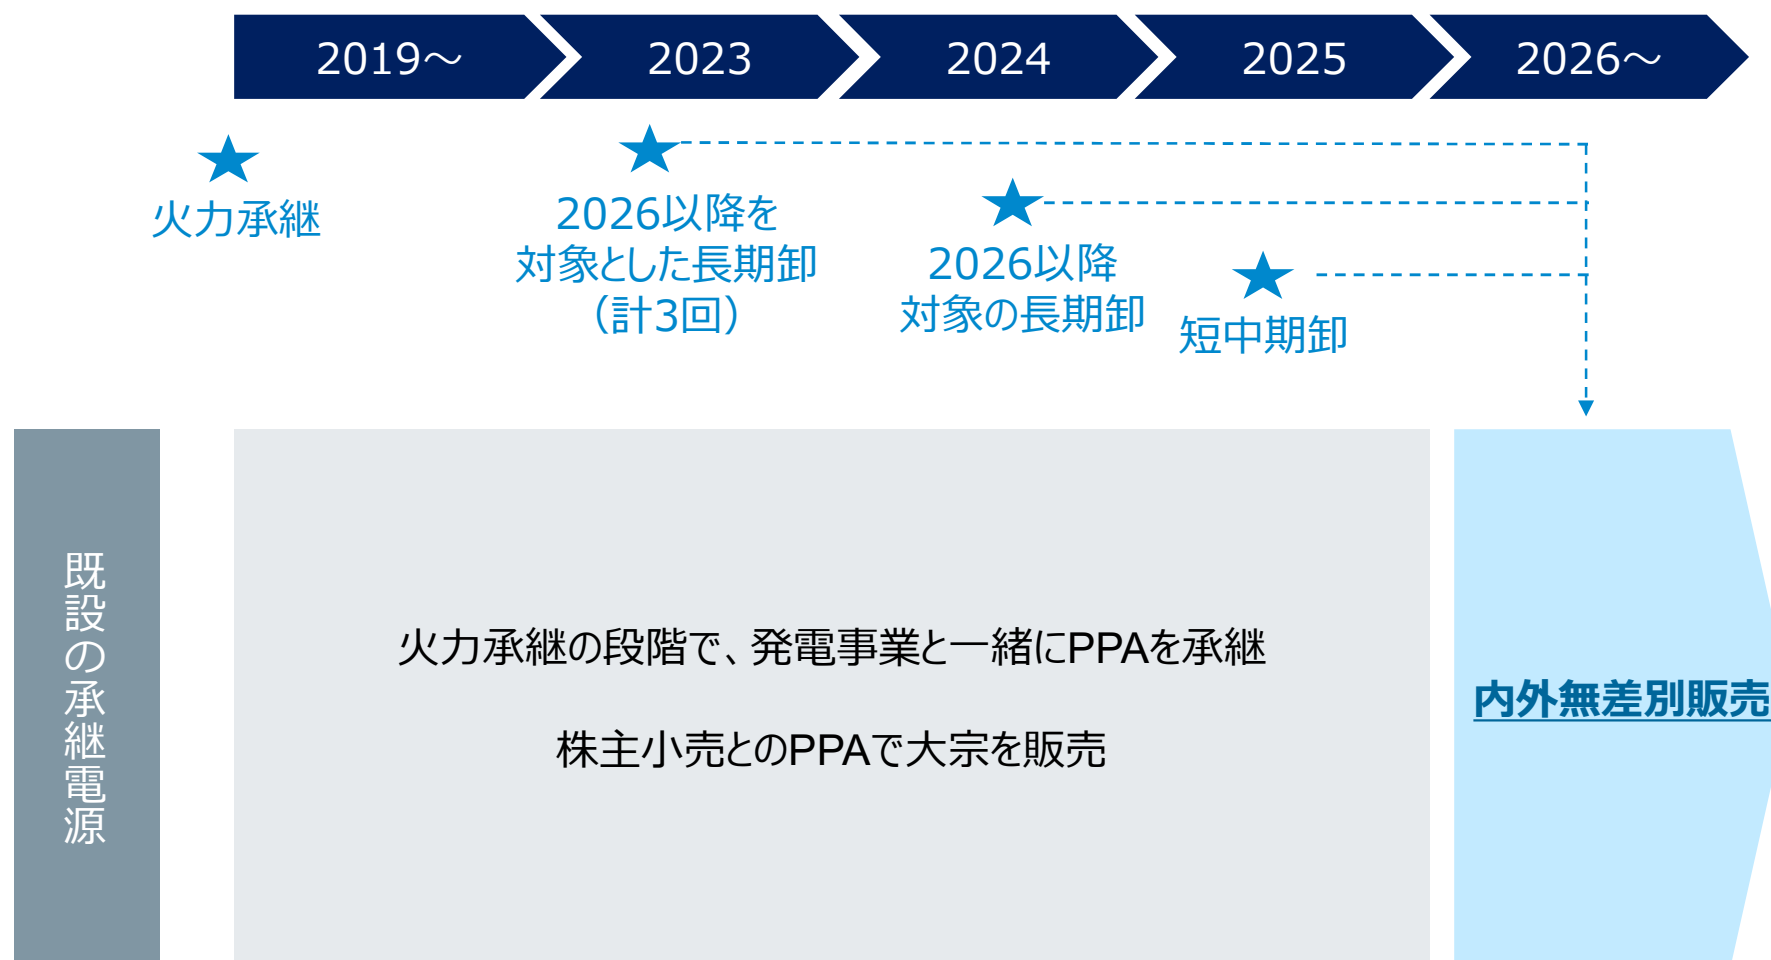 2019～
2023
2024
2025
2026～
火力承継
2026以降を
対象とした長期卸
（計3回）
2026以降
対象の長期卸
短中期卸
既設の承継電源
火力承継の段階で、発電事業と一緒にPPAを承継
株主小売とのPPAで大宗を販売
内外無差別販売